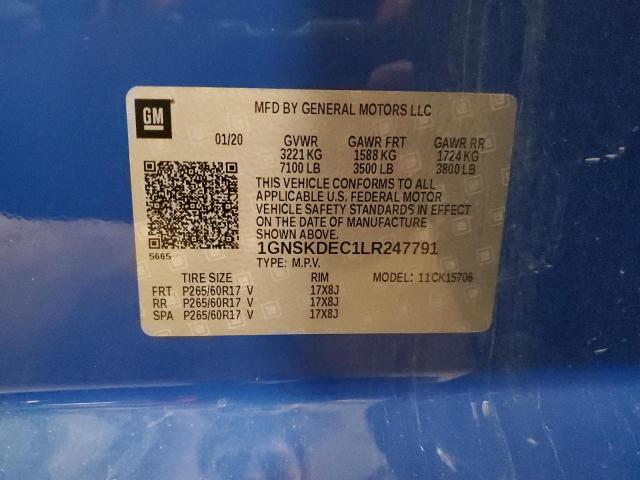 GM
MFD BY GENERAL MOTORS LLC
01/20 GVWR GAWR FRT GAWR RR
3221 KG 1588 KG 1724 KG
7100 LB 3500 LB 3800 LB
THIS VEHICLE CONFORMS TO ALL
APPLICABLE U.S. FEDERAL MOTOR
VEHICLE SAFETY STANDARDS IN EFFECT
ON THE DATE OF MANUFACTURE
SHOWN ABOVE.
5665
1GNSKDEC1LR247791
TYPE: M.P.V.
TIRE SIZE RIM MODEL: 11CK15706
FRT P265/60R17 V 17X8J
RR P265/60R17 V 17X8J
SPA P265/60R17 V 17X8J